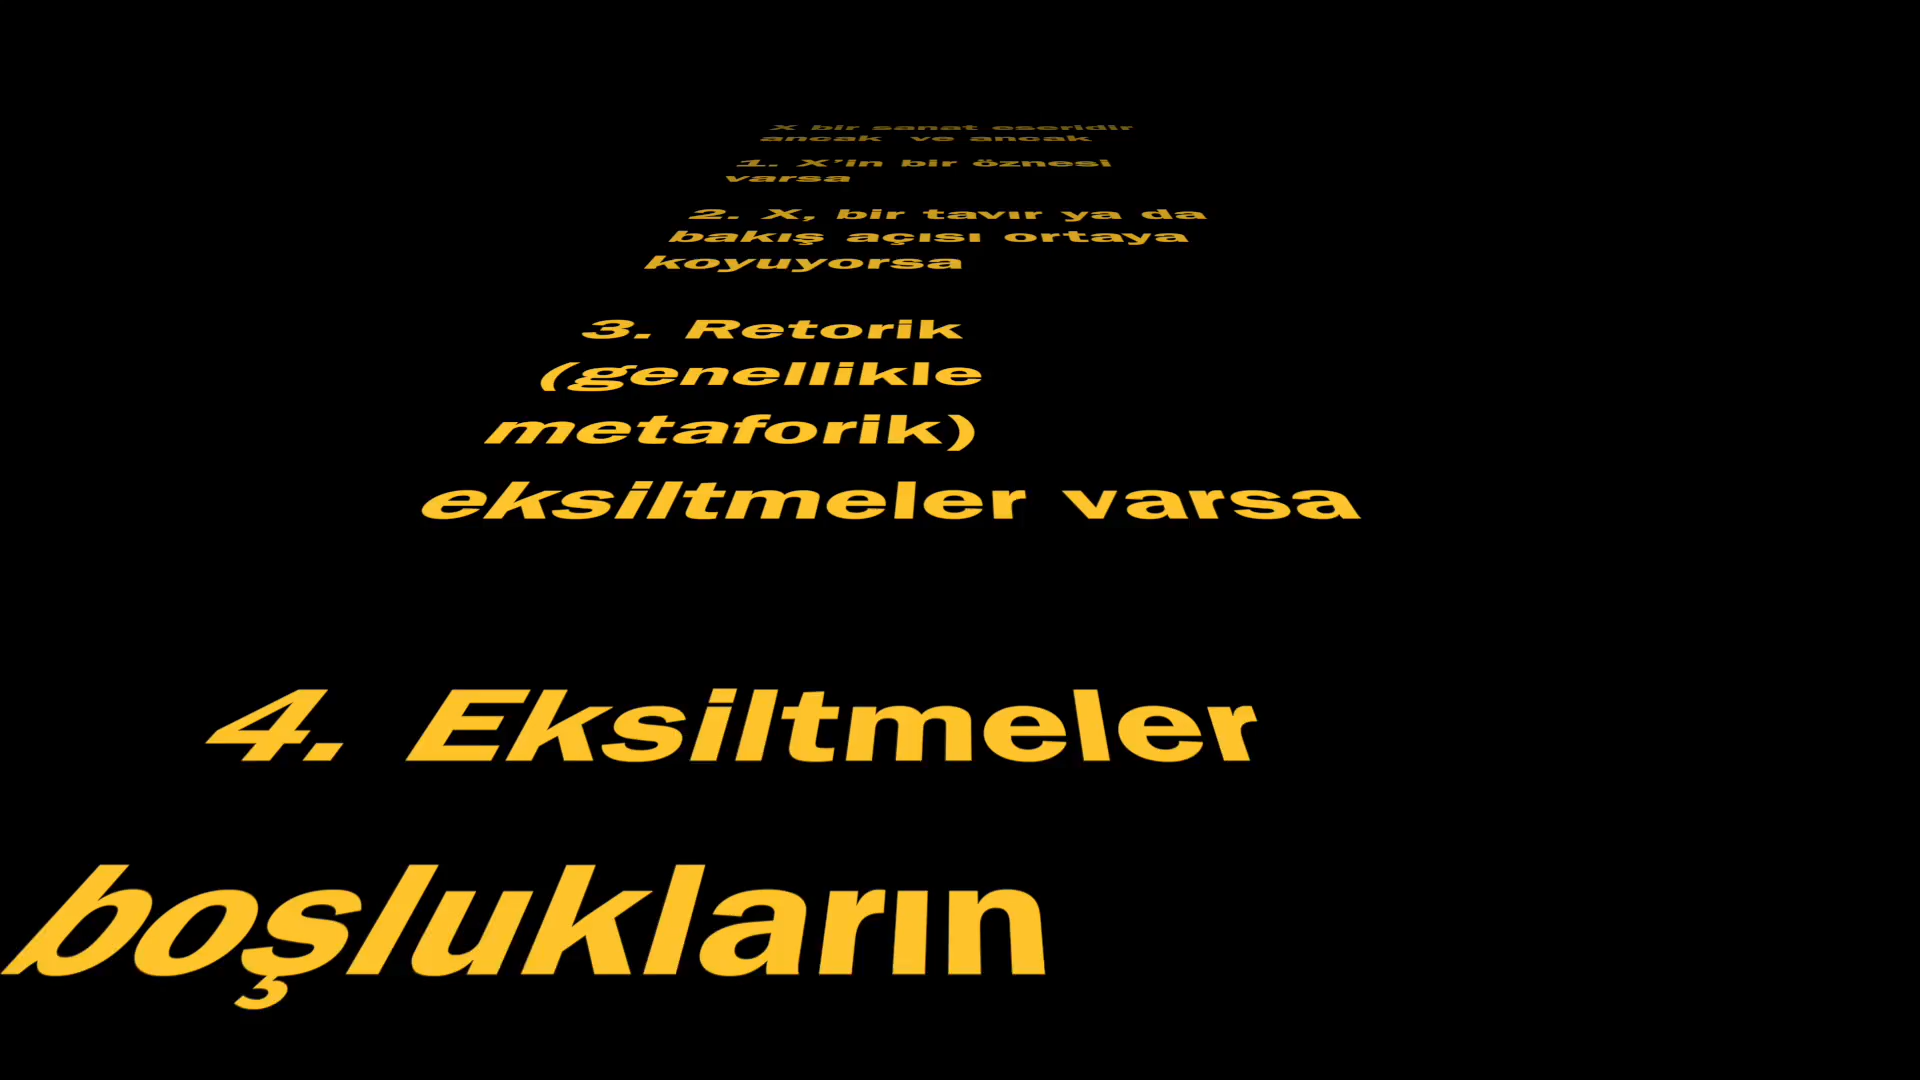 X bir sanat eseridir
ancak ve ancak
1. X'in bir öznesi
varsa
2. X, bir tavır ya da
bakış açısı ortaya
koyuyorsa
3. Retorik
(genellikle
metaforik)
eksiltmeler varsa
4. Eksiltmeler
boşlukların